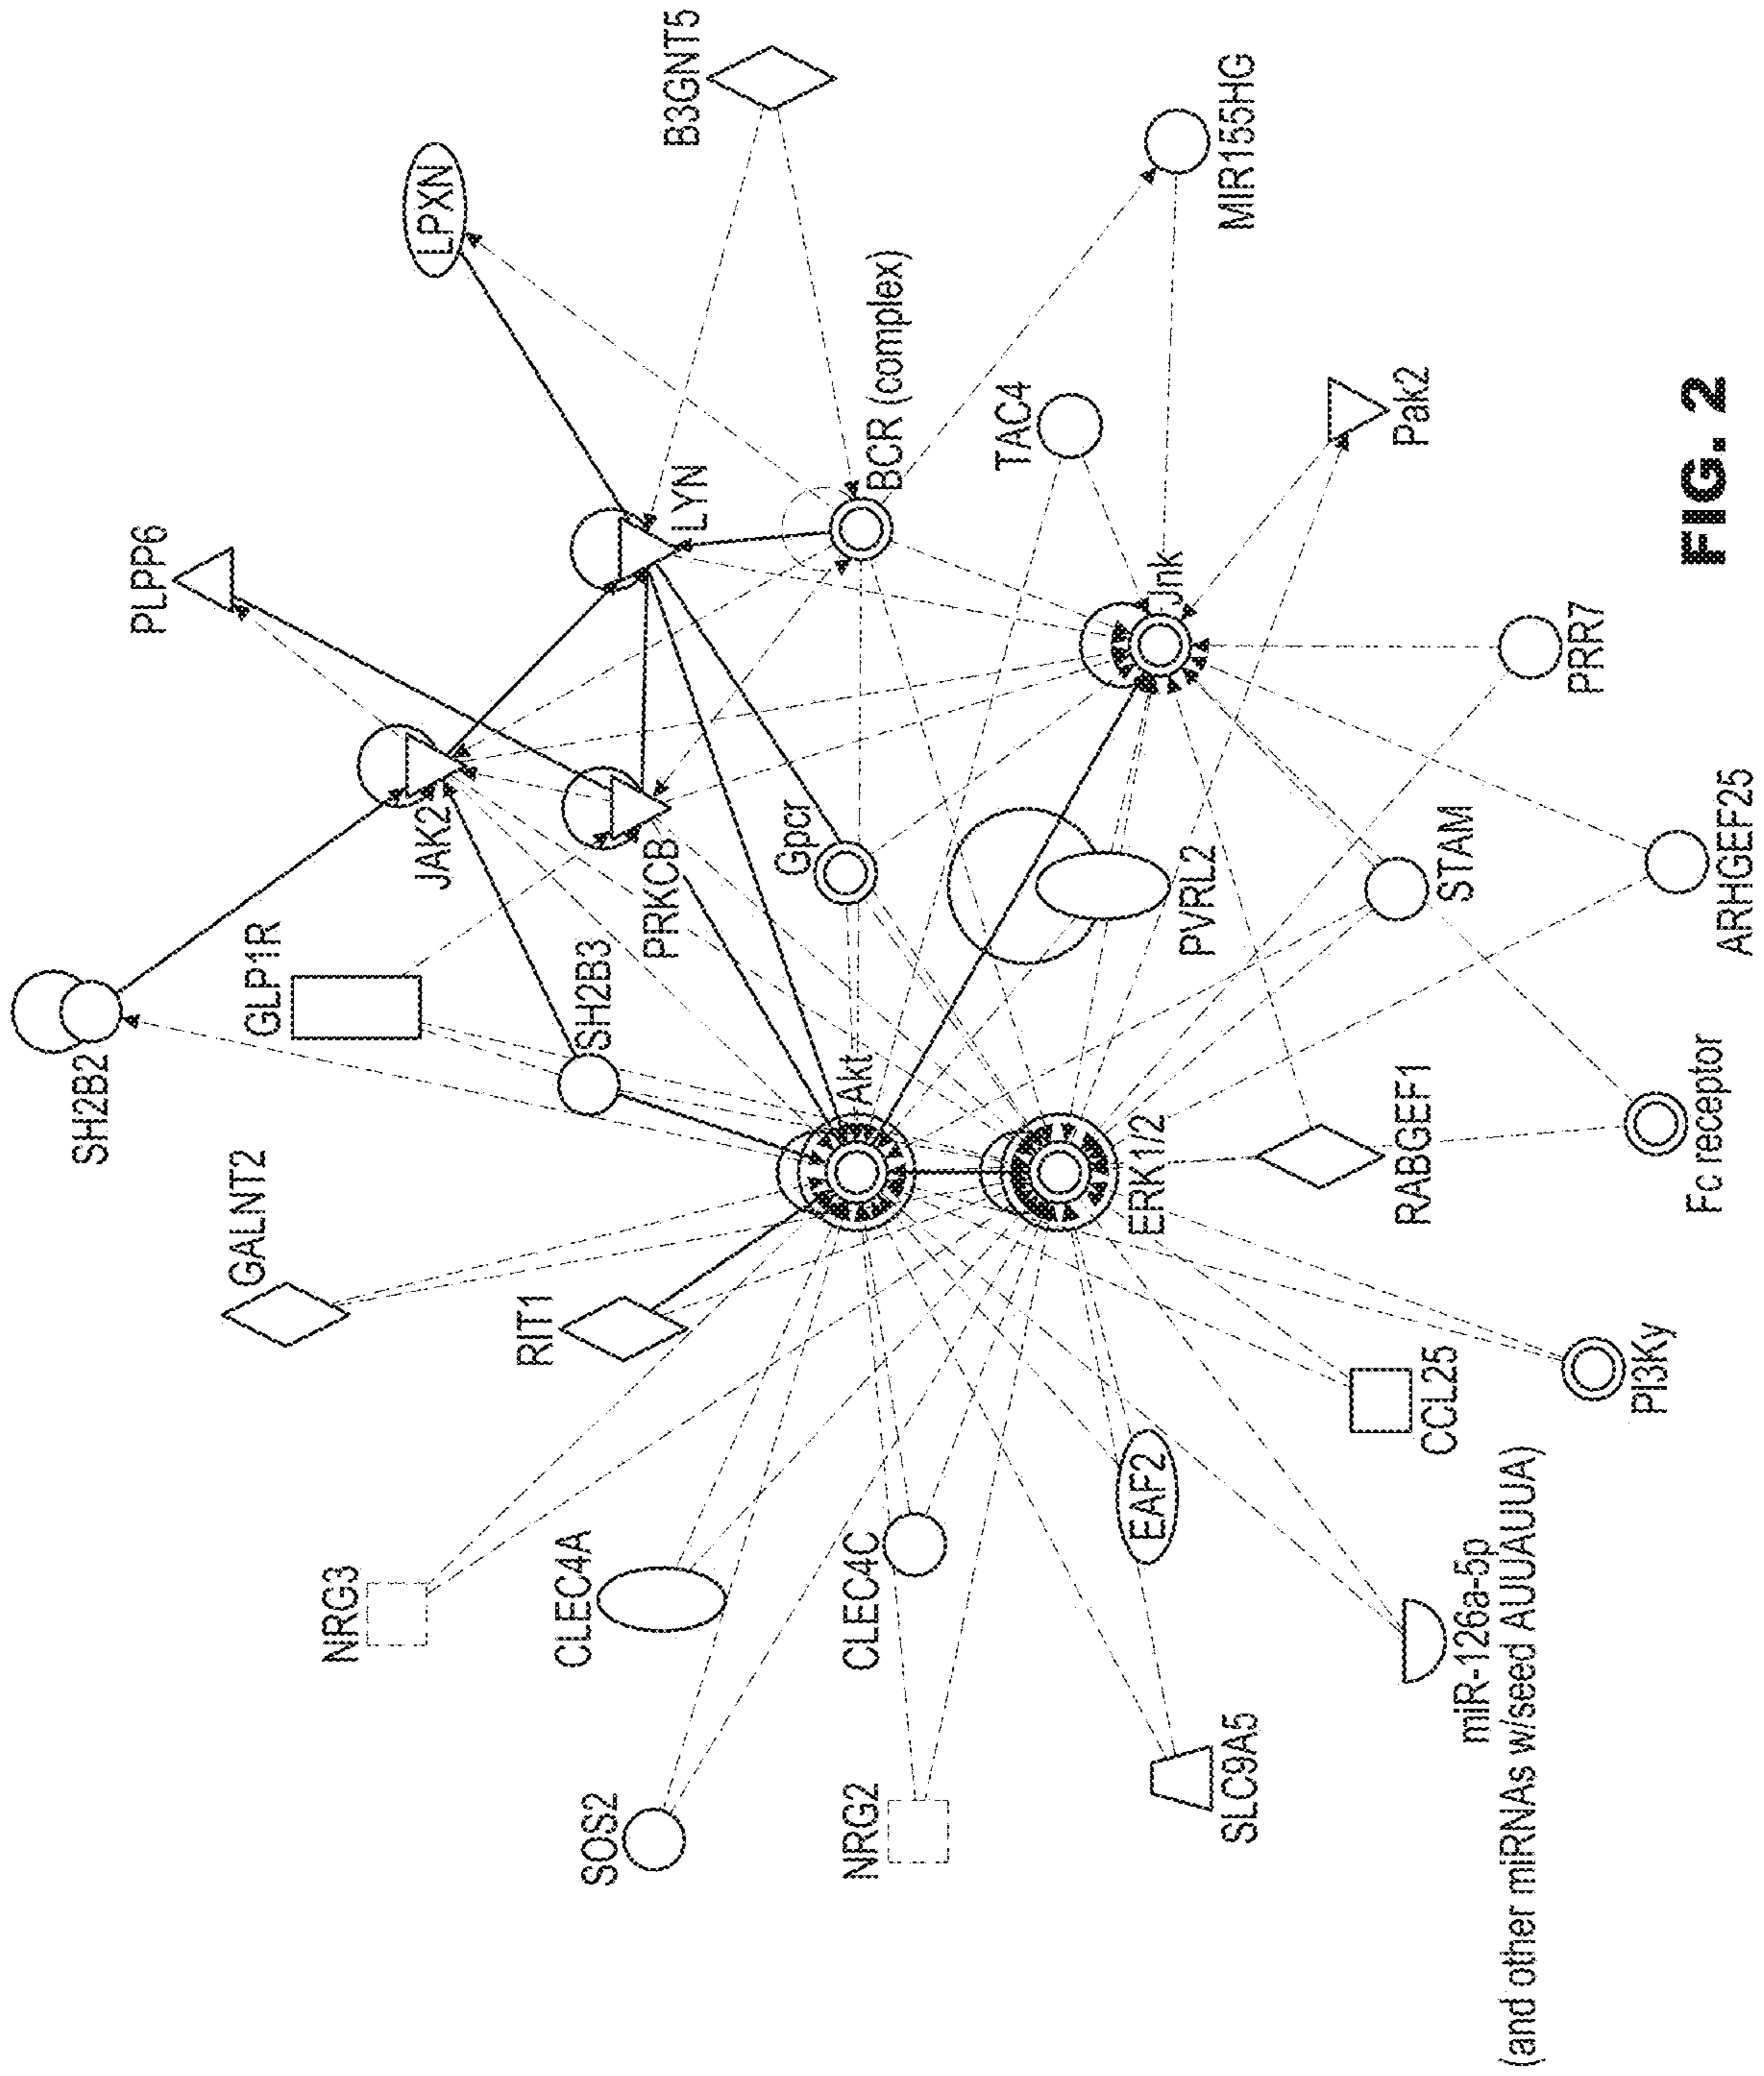 SH2B2
GLP1R
PLPP6
JAK2
LPXN
GALNT2
SH2B3
PRKCB
LYN
B3GNT5
NRG3
RIT1
Gpcr
BCR (complex)
CLEC4A
Akt
TAC4
SOS2
CLEC4C
PVRL2
Jnk
MIR155HG
NRG2
EAF2
ERK1/2
STAM
Pak2
SLC9A5
CCL25
RABGEF1
PRR7
miR-126a-5p
(and other miRNAs w/seed AUUAUUA)
PI3Ky
Fc receptor
ARHGEF25
FIG. 2